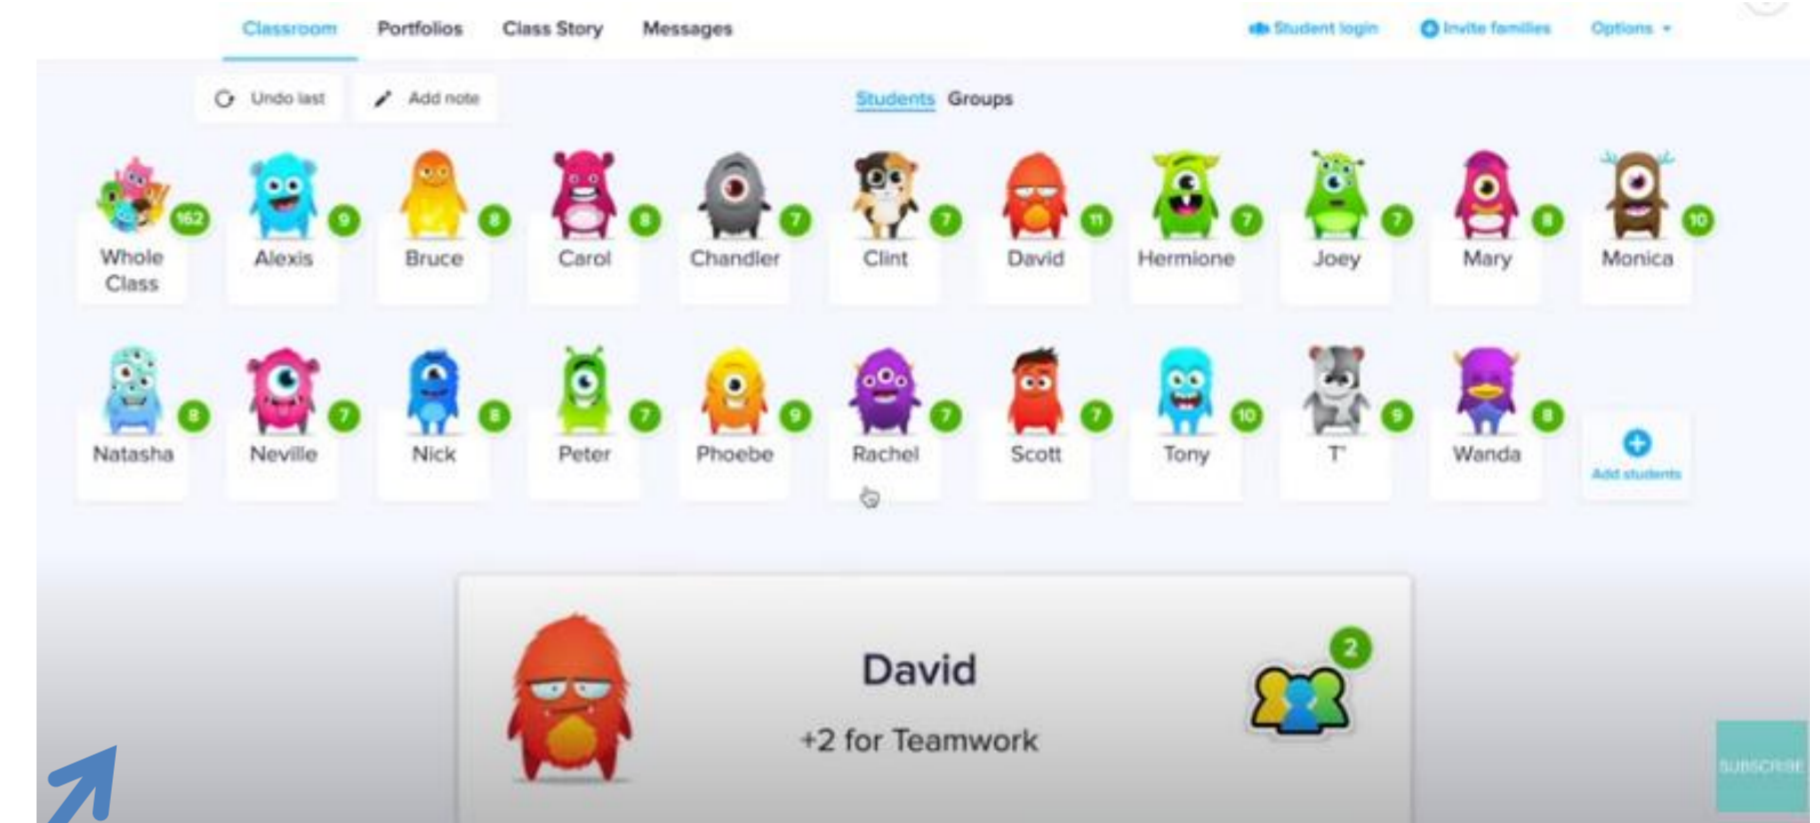 Classroom Portfolios Class Story Messages Student login Invite families Options
Undo last Add note Students Groups
162 9 8 8 7 7 11 7 7 8 10
Whole Class Alexis Bruce Carol Chandler Clint David Hermione Joey Mary Monica
8 7 8 7 9 7 7 10 9 8
Natasha Neville Nick Peter Phoebe Rachel Scott Tony T' Wanda Add students
2
David
+2 for Teamwork
SUBSCRIBE